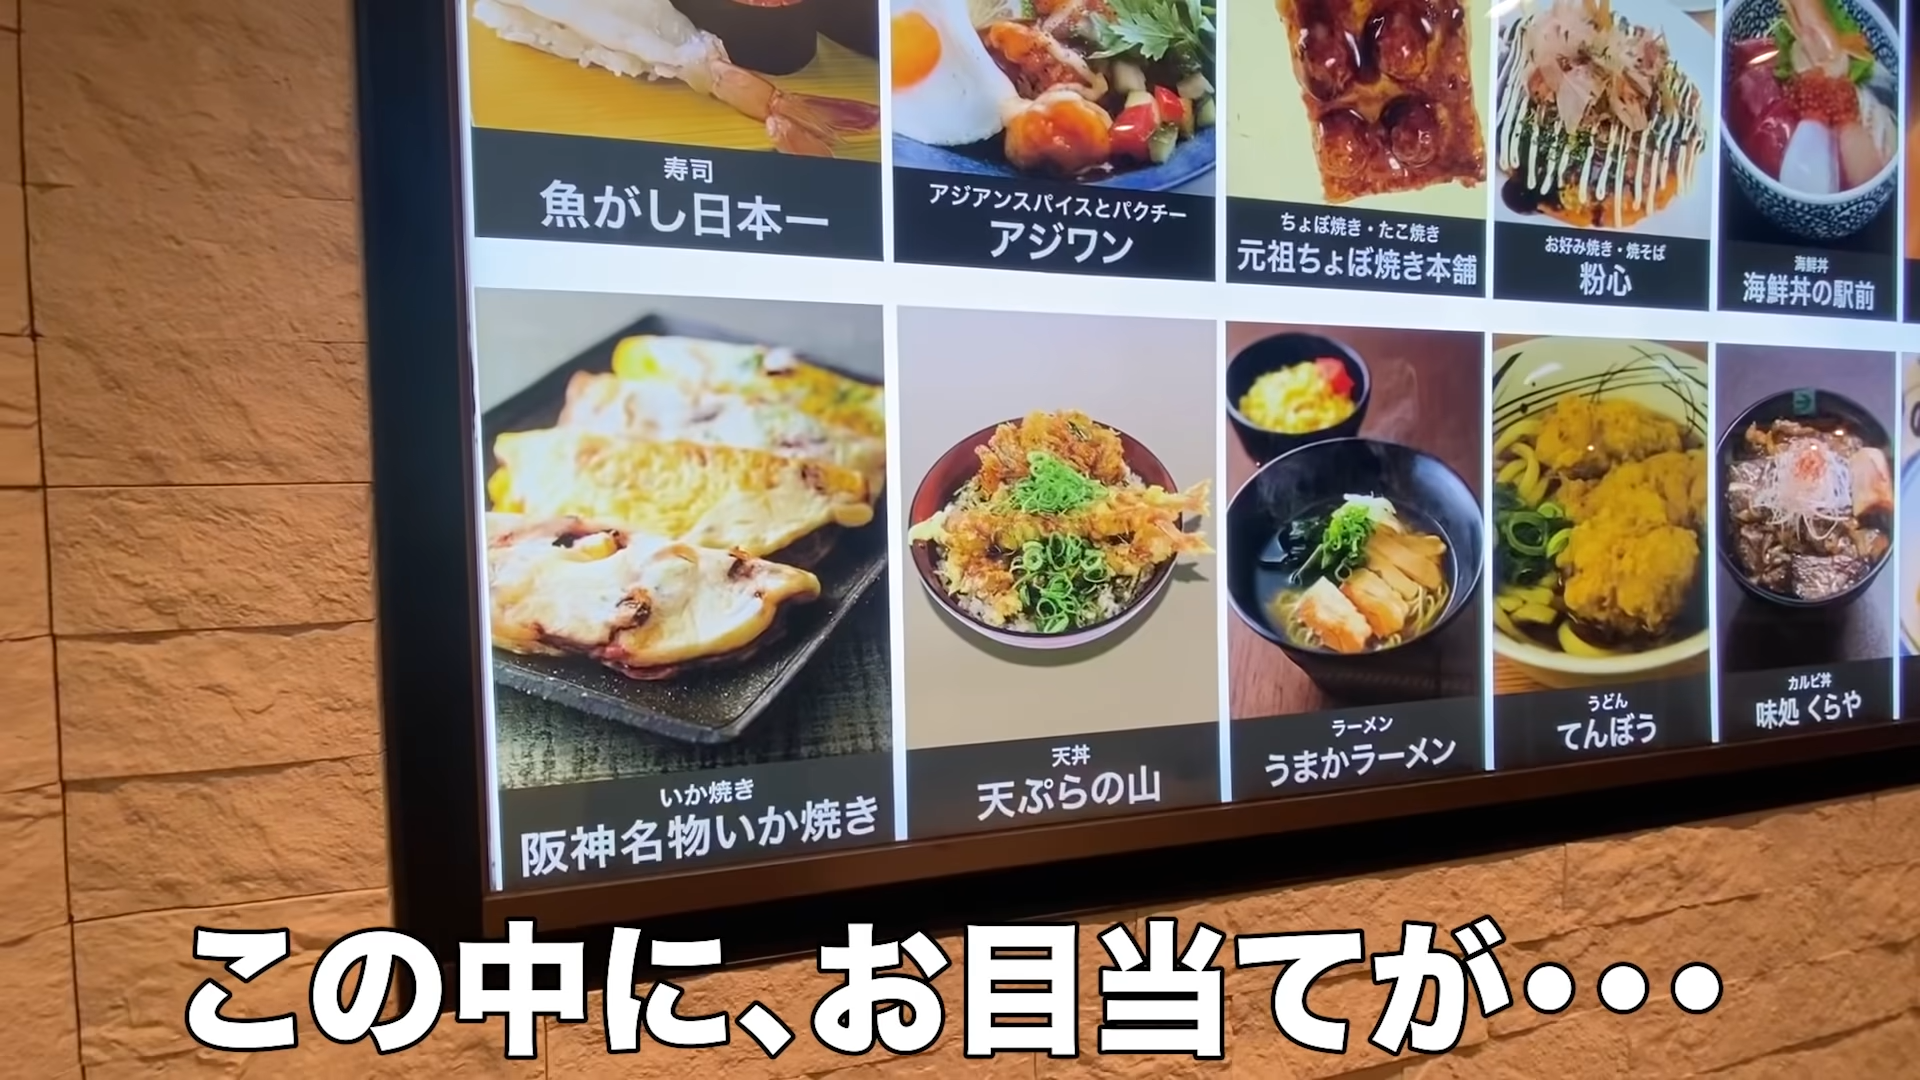 寿司
魚がし日本一
アジアンスパイスとパクチー
アジワン
ちょぼ焼き・たこ焼き
元祖ちょぼ焼き本舗
お好み焼き・焼そば
粉心
海鮮丼
海鮮丼の駅前
いか焼き
阪神名物いか焼き
天丼
天ぷらの山
ラーメン
うまかラーメン
うどん
てんぼう
カルビ丼
味処 くらや
この中に、お目当てが・・・